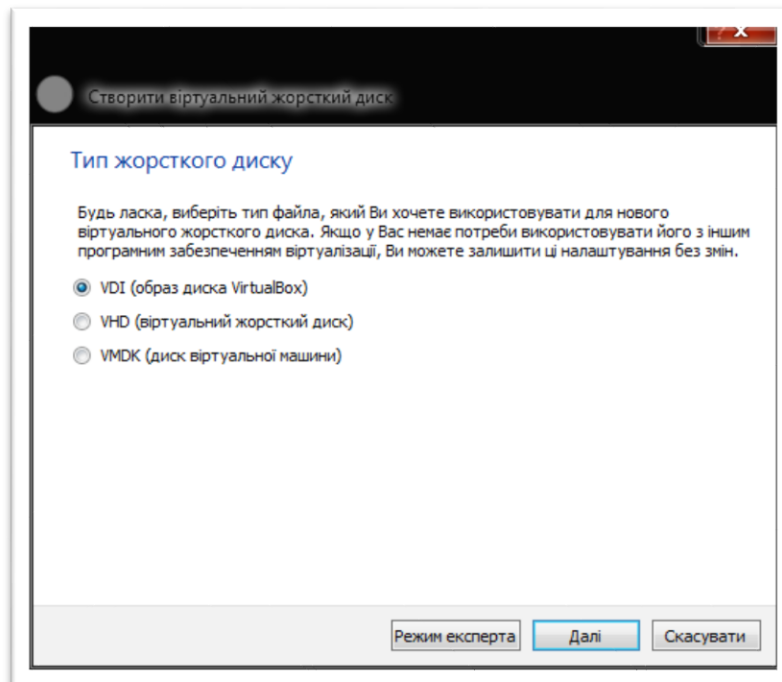 Створити віртуальний жорсткий диск
Тип жорсткого диску
Будь ласка, виберіть тип файла, який Ви хочете використовувати для нового
віртуального жорсткого диска. Якщо у Вас немає потреби використовувати його з іншим
програмним забезпеченням віртуалізації, Ви можете залишити ці налаштування без змін.
VDI (образ диска VirtualBox)
VHD (віртуальний жорсткий диск)
VMDK (диск віртуальної машини)
Режим експерта Далі Скасувати